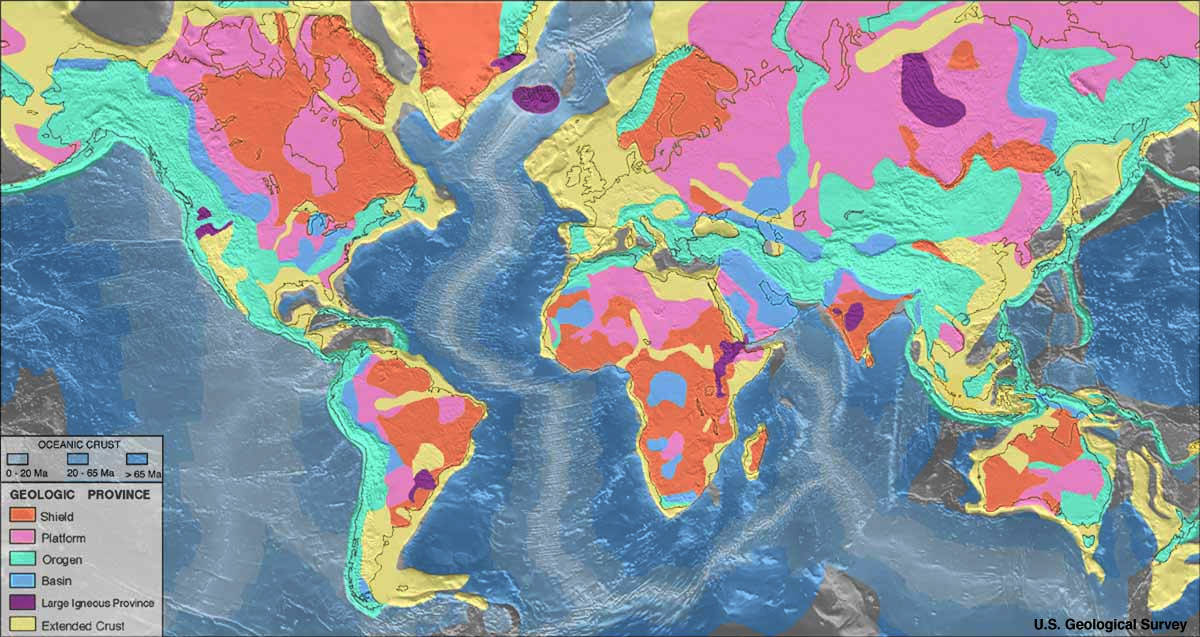 OCEANIC CRUST
0 - 20 Ma
20 - 65 Ma
> 65 Ma
GEOLOGIC PROVINCE
Shield
Platform
Orogen
Basin
Large Igneous Province
Extended Crust
U.S. Geological Survey